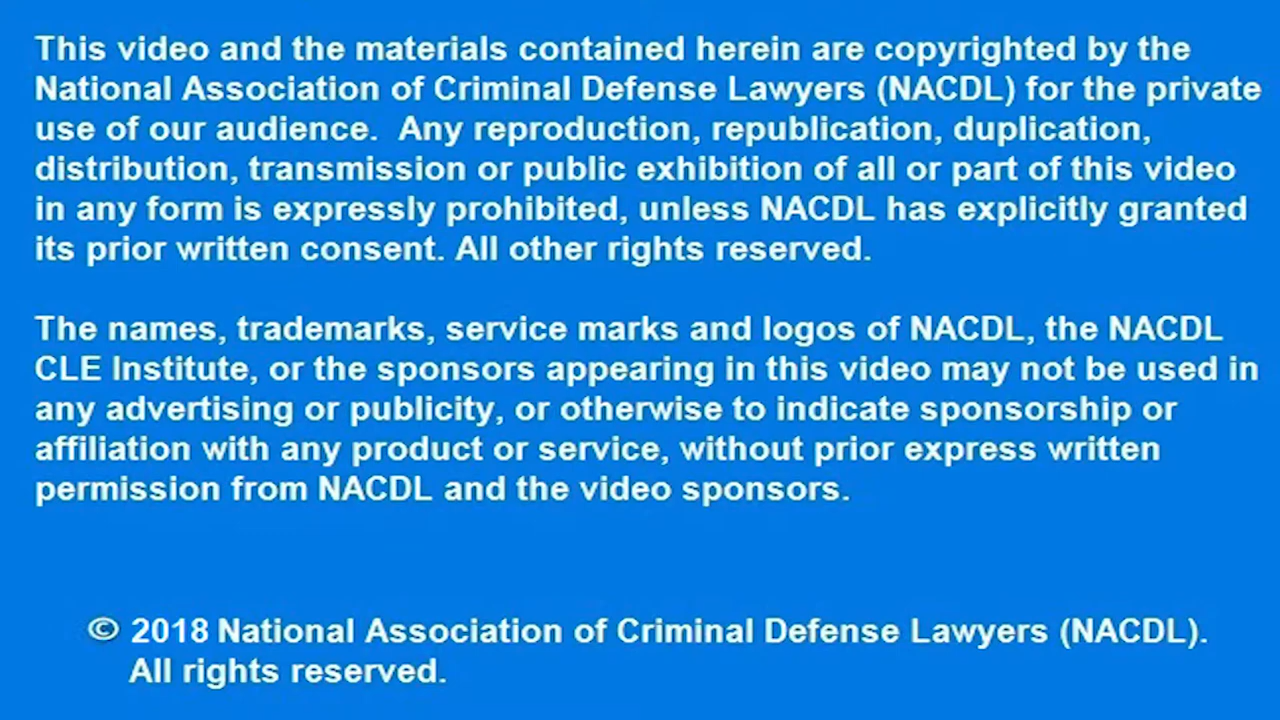 This video and the materials contained herein are copyrighted by the
National Association of Criminal Defense Lawyers (NACDL) for the private
use of our audience.  Any reproduction, republication, duplication,
distribution, transmission or public exhibition of all or part of this video
in any form is expressly prohibited, unless NACDL has explicitly granted
its prior written consent. All other rights reserved.
The names, trademarks, service marks and logos of NACDL, the NACDL
CLE Institute, or the sponsors appearing in this video may not be used in
any advertising or publicity, or otherwise to indicate sponsorship or
affiliation with any product or service, without prior express written
permission from NACDL and the video sponsors.
© 2018 National Association of Criminal Defense Lawyers (NACDL).
All rights reserved.